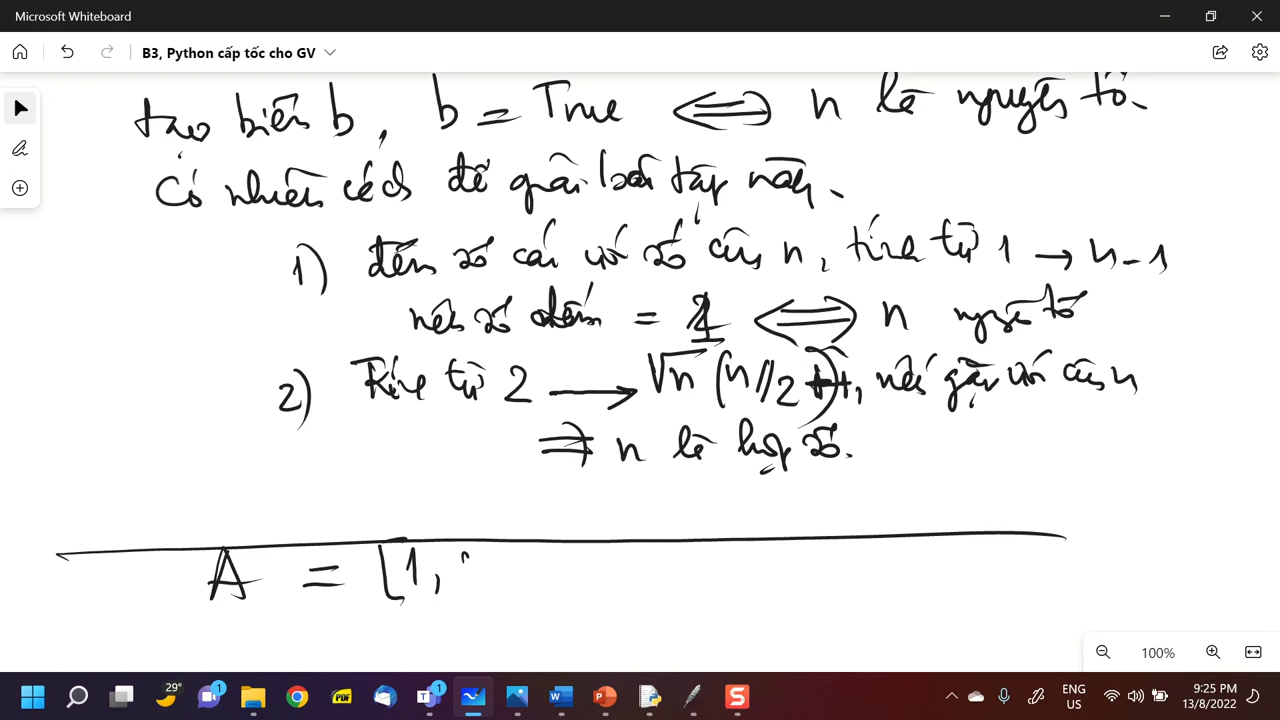 Microsoft Whiteboard
B3, Python cấp tốc cho GV
tạo biến b, b = True ⟺ n là nguyên tố.
Có nhiều cách để giải bài tập này.
1) đếm số các ước số của n, tính từ 1 → n-1
nếu số đếm = 1 ⟺ n nguyên tố
2) Tính từ 2 → √n (n//2), nếu gặp ước của n
⇒ n là hợp số.
A = [1,
100%
29°
1
1
ENG
US
9:25 PM
13/8/2022